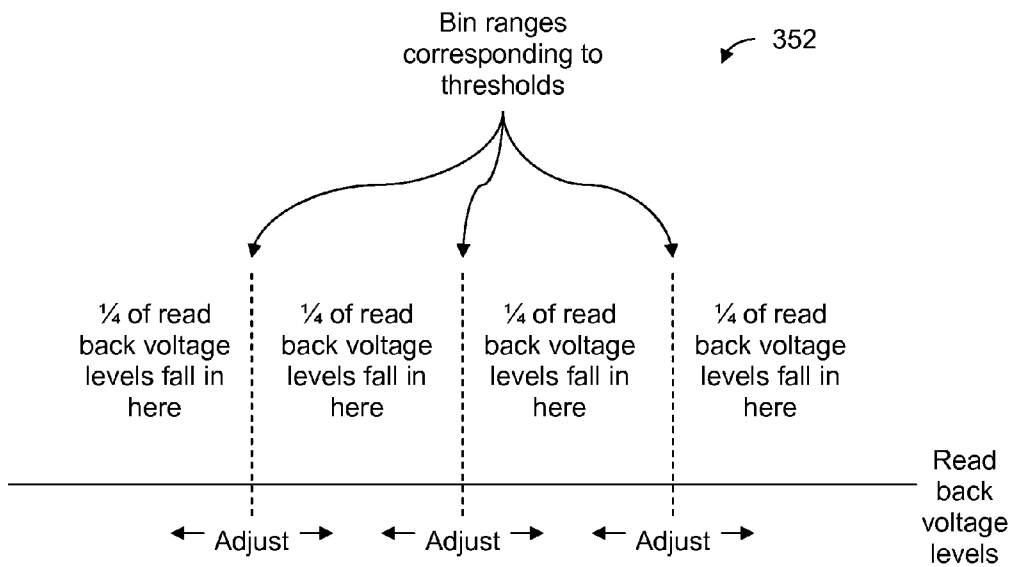 Bin ranges
corresponding to
thresholds
352
¼ of read
back voltage
levels fall in
here
¼ of read
back voltage
levels fall in
here
¼ of read
back voltage
levels fall in
here
¼ of read
back voltage
levels fall in
here
Read
back
voltage
levels
Adjust
Adjust
Adjust